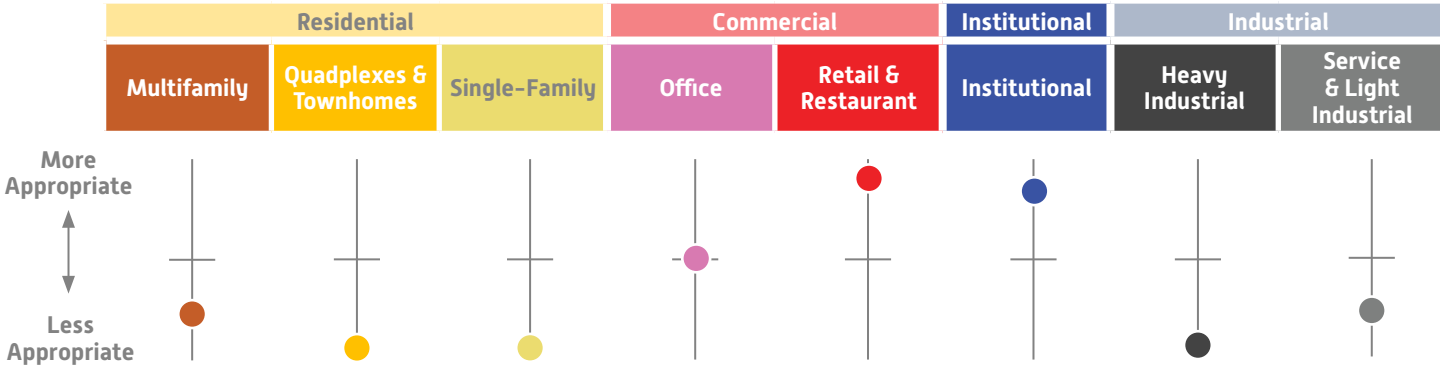 Residential
Commercial
Institutional
Industrial
Multifamily
Quadplexes &
Townhomes
Single-Family
Office
Retail &
Restaurant
Institutional
Heavy
Industrial
Service
& Light
Industrial
More
Appropriate
Less
Appropriate